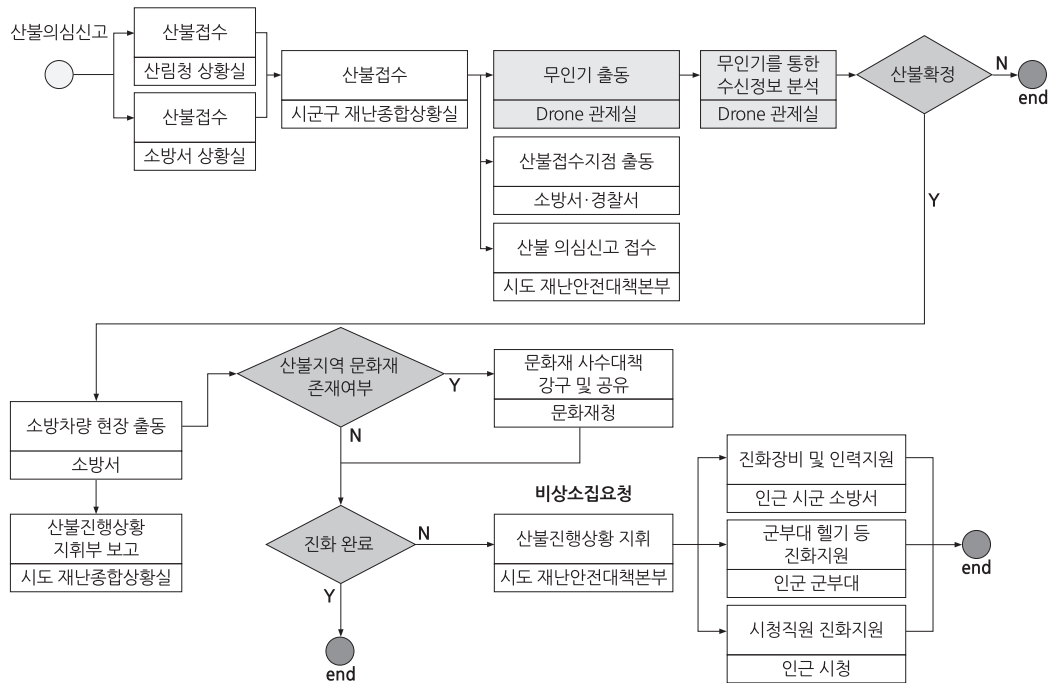 산불의심신고
산불접수
산림청 상황실
산불접수
소방서 상황실
산불접수
시군구 재난종합상황실
무인기 출동
Drone 관제실
무인기를 통한
수신정보 분석
Drone 관제실
산불확정
N
end
Y
산불접수지점 출동
소방서·경찰서
산불 의심신고 접수
시도 재난안전대책본부
소방차량 현장 출동
소방서
산불진행상황
지휘부 보고
시도 재난종합상황실
산불지역 문화재
존재여부
Y
N
문화재 사수대책
강구 및 공유
문화재청
진화 완료
N
Y
end
비상소집요청
산불진행상황 지휘
시도 재난안전대책본부
진화장비 및 인력지원
인근 시군 소방서
군부대 헬기 등
진화지원
인군 군부대
시청직원 진화지원
인근 시청
end